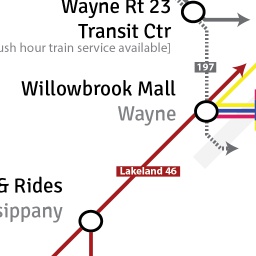 Wayne Rt 23
Transit Ctr
ush hour train service available]
197
Willowbrook Mall
Wayne
Lakeland 46
& Rides
sippany